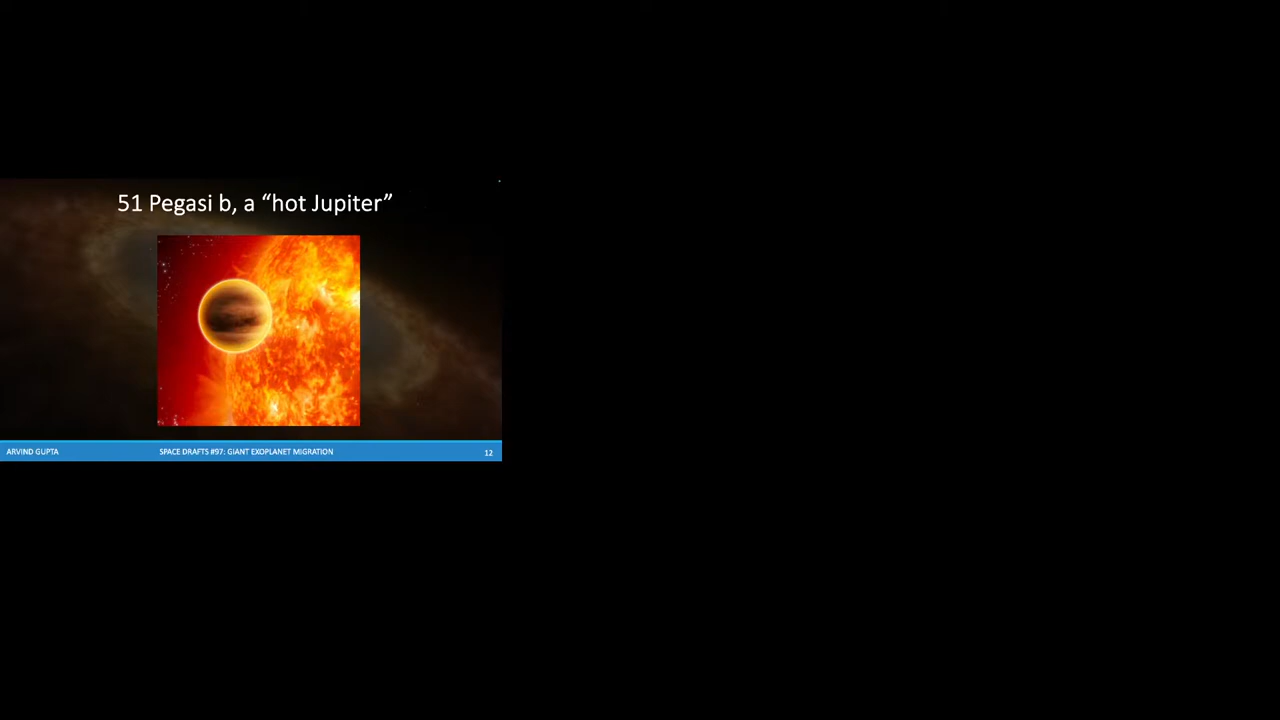 51 Pegasi b, a “hot Jupiter”
ARVIND GUPTA
SPACE DRAFTS #97: GIANT EXOPLANET MIGRATION
12